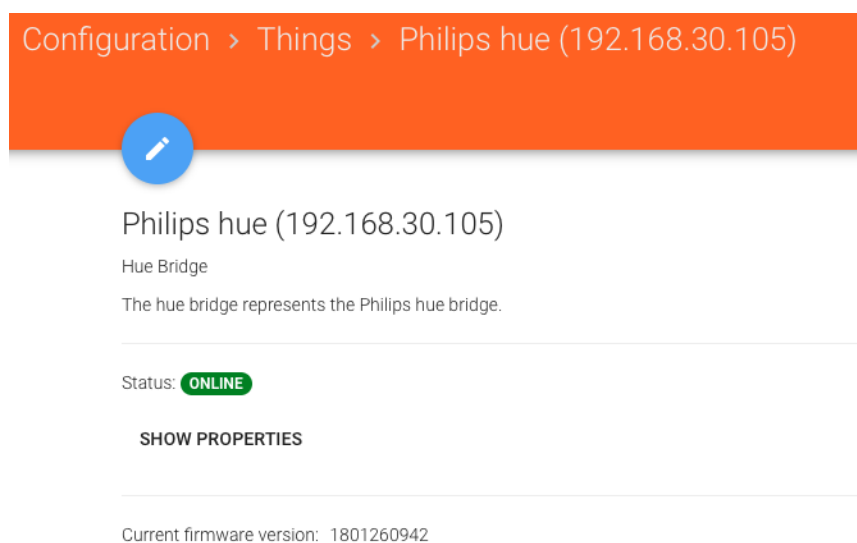 Configuration > Things > Philips hue (192.168.30.105)
Philips hue (192.168.30.105)
Hue Bridge
The hue bridge represents the Philips hue bridge.
Status: ONLINE
SHOW PROPERTIES
Current firmware version: 1801260942